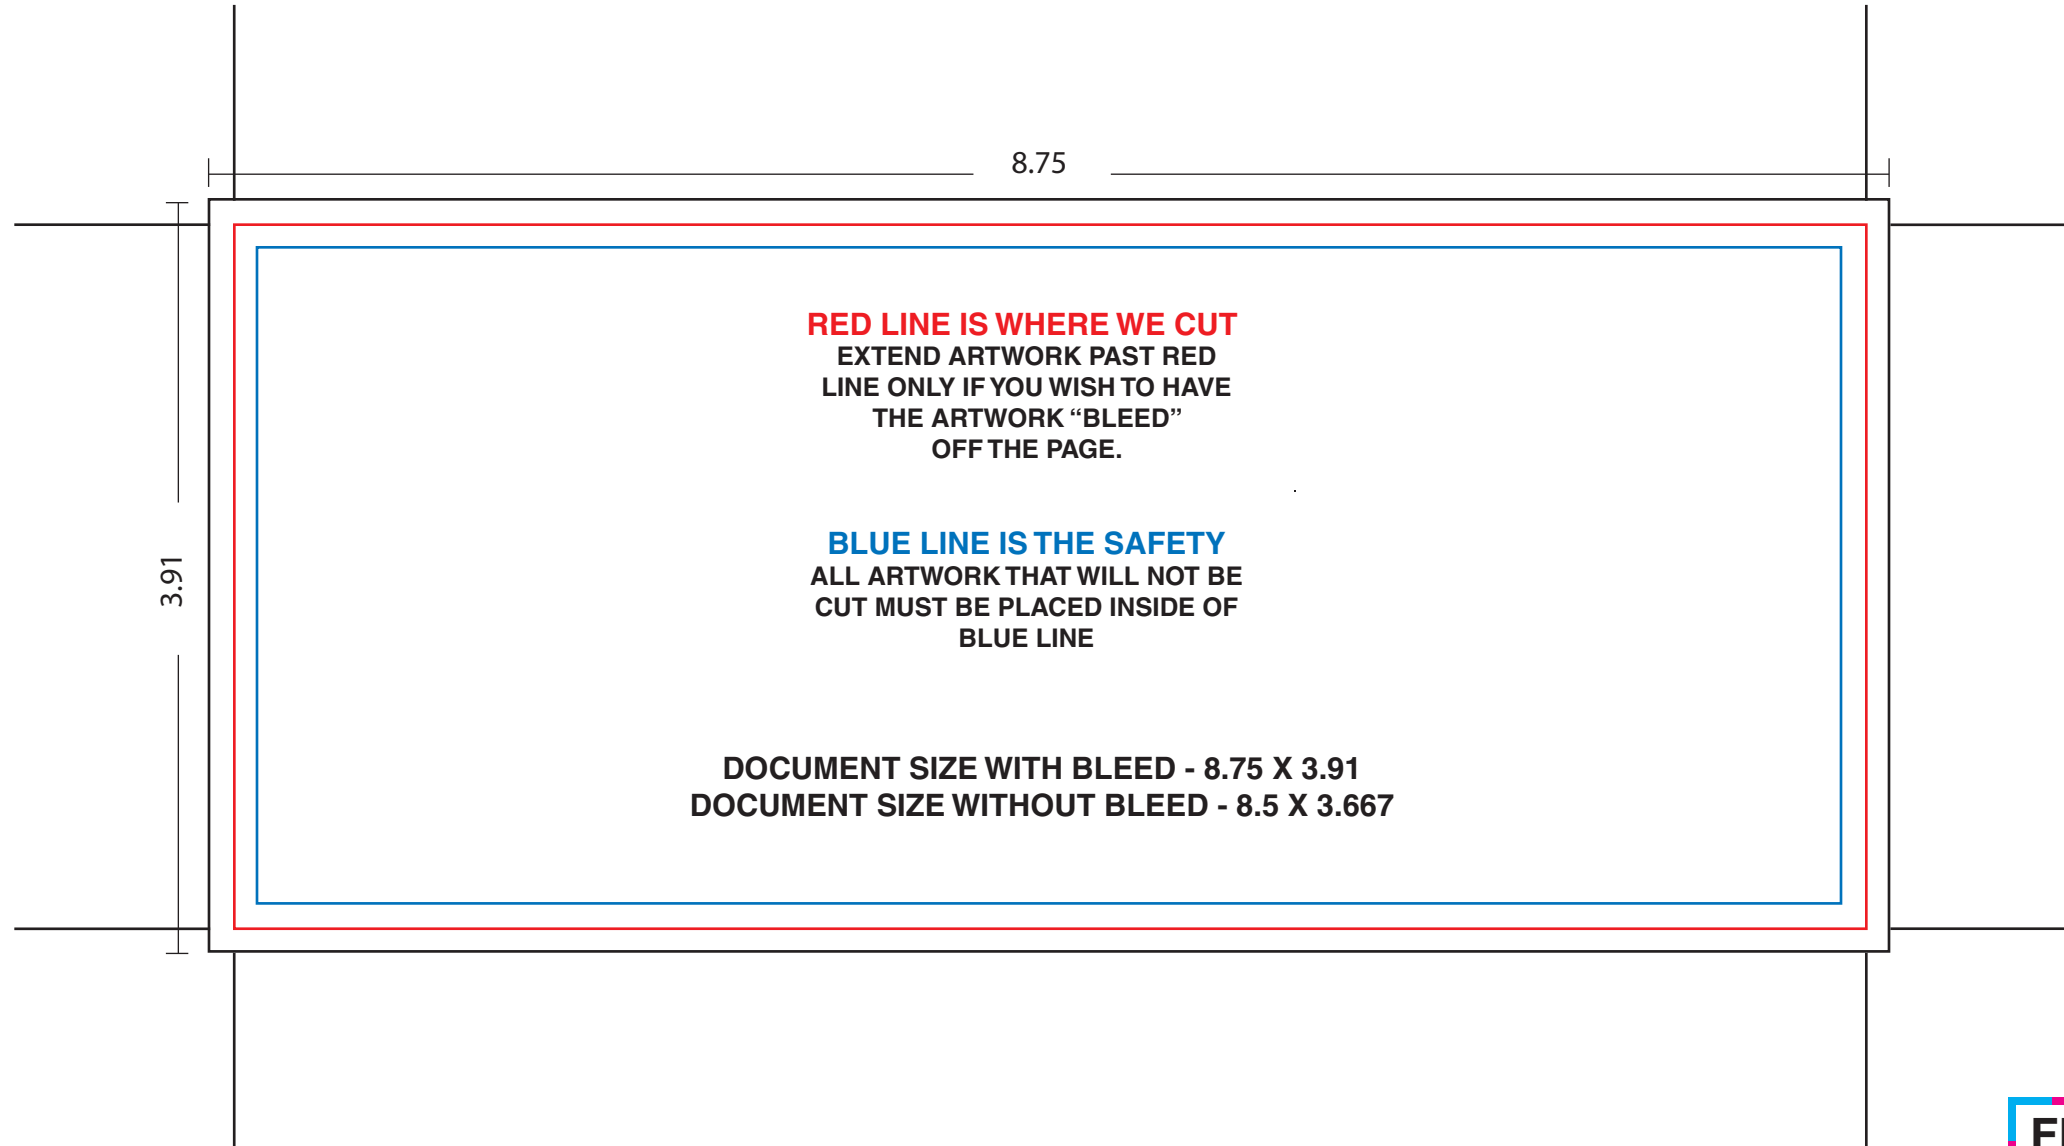 8.75
3.91
RED LINE IS WHERE WE CUT
EXTEND ARTWORK PAST RED
LINE ONLY IF YOU WISH TO HAVE
THE ARTWORK “BLEED”
OFF THE PAGE.
BLUE LINE IS THE SAFETY
ALL ARTWORK THAT WILL NOT BE
CUT MUST BE PLACED INSIDE OF
BLUE LINE
DOCUMENT SIZE WITH BLEED - 8.75 X 3.91
DOCUMENT SIZE WITHOUT BLEED - 8.5 X 3.667